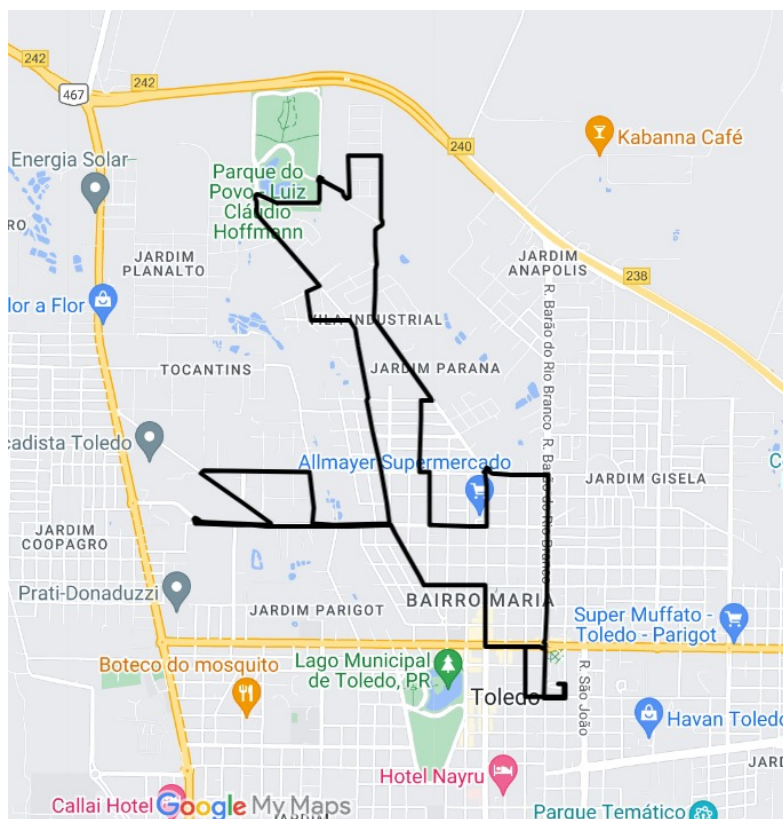 242
242
467
240
Kabanna Café
Energia Solar
Parque do
Povo - Luiz
Cláudio
Hoffmann
RO
JARDIM
PLANALTO
JARDIM
ANAPOLIS
238
lor a Flor
R. Barão do Rio Branco
VILA INDUSTRIAL
TOCANTINS
JARDIM PARANA
R. Barão do Rio Branco
cadista Toledo
Allmayer Supermercado
C
JARDIM GISELA
JARDIM
COOPAGRO
Prati-Donaduzzi
JARDIM PARIGOT
BAIRRO MARIA
Super Muffato -
Toledo - Parigot
Boteco do mosquito
Lago Municipal
de Toledo, PR
R. São João
Toledo
Havan Toledo
Hotel Nayru
JARD
Callai Hotel
Google My Maps
JARDIM
Parque Temático